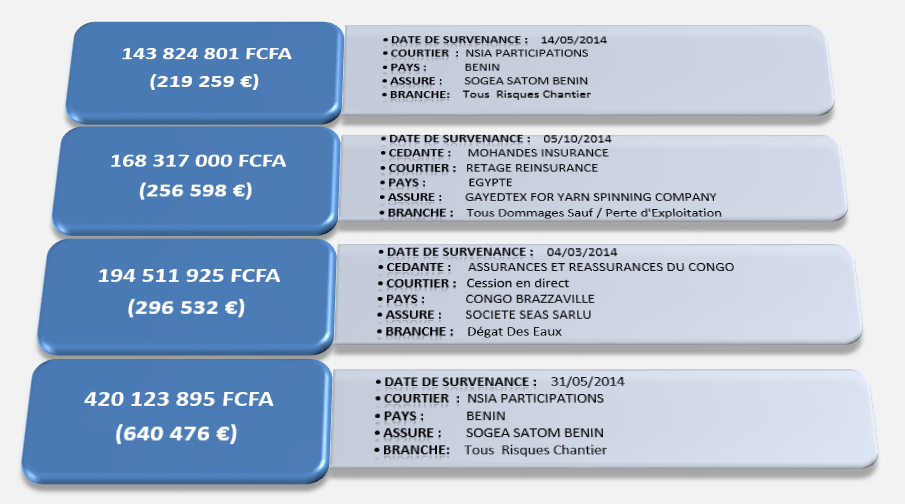 143 824 801 FCFA
(219 259 €)
• DATE DE SURVENANCE : 14/05/2014
• COURTIER : NSIA PARTICIPATIONS
• PAYS : BENIN
• ASSURE : SOGEA SATOM BENIN
• BRANCHE: Tous Risques Chantier
168 317 000 FCFA
(256 598 €)
• DATE DE SURVENANCE : 05/10/2014
• CEDANTE : MOHANDES INSURANCE
• COURTIER : RETAGE REINSURANCE
• PAYS : EGYPTE
• ASSURE : GAYEDTEX FOR YARN SPINNING COMPANY
• BRANCHE : Tous Dommages Sauf / Perte d'Exploitation
194 511 925 FCFA
(296 532 €)
• DATE DE SURVENANCE : 04/03/2014
• CEDANTE : ASSURANCES ET REASSURANCES DU CONGO
• COURTIER : Cession en direct
• PAYS : CONGO BRAZZAVILLE
• ASSURE : SOCIETE SEAS SARLU
• BRANCHE : Dégat Des Eaux
420 123 895 FCFA
(640 476 €)
• DATE DE SURVENANCE : 31/05/2014
• COURTIER : NSIA PARTICIPATIONS
• PAYS : BENIN
• ASSURE : SOGEA SATOM BENIN
• BRANCHE: Tous Risques Chantier